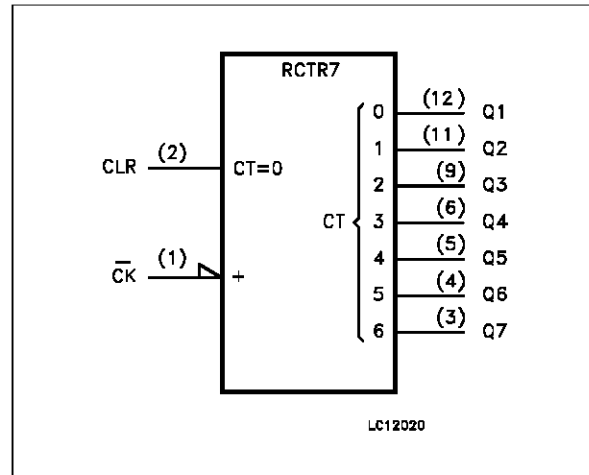 RCTR7
0 (12) Q1
CLR (2) CT=0
1 (11) Q2
2 (9) Q3
CT 3 (6) Q4
C̅K̅ (1) +
4 (5) Q5
5 (4) Q6
6 (3) Q7
LC12020